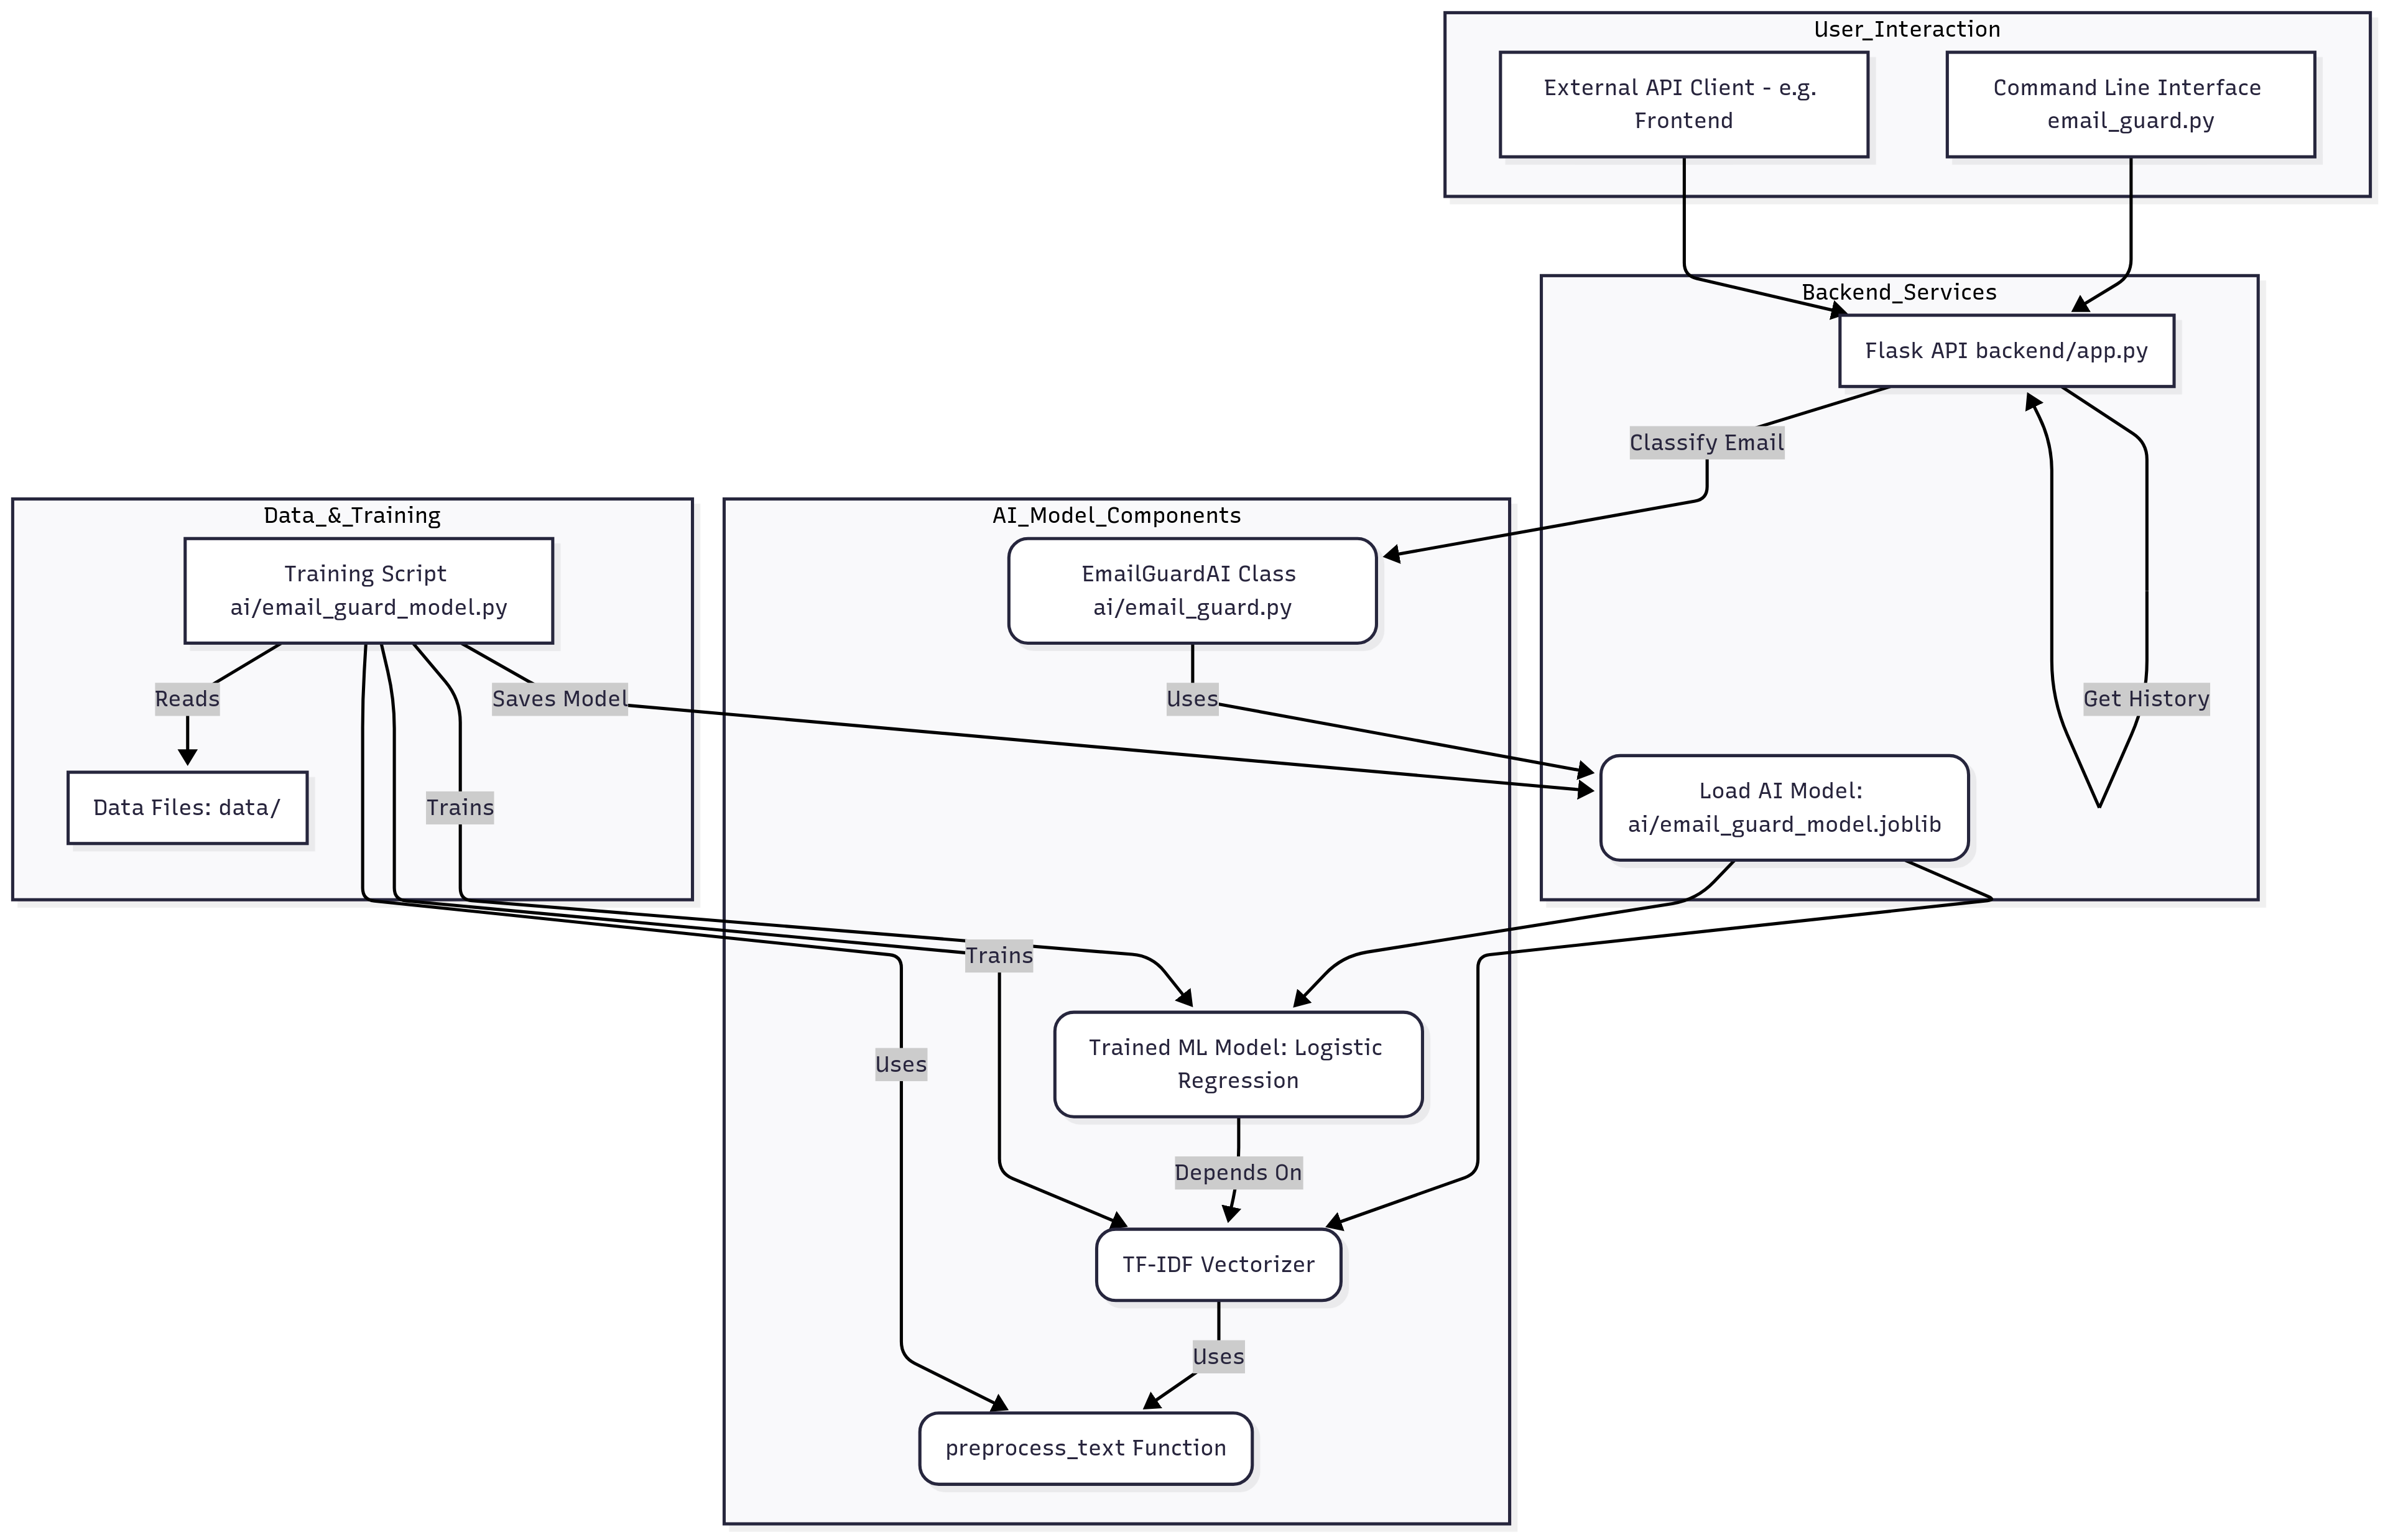 User_Interaction
External API Client - e.g.
Frontend
Command Line Interface
email_guard.py
Backend_Services
Flask API backend/app.py
Classify Email
Data_&_Training
Training Script
ai/email_guard_model.py
AI_Model_Components
EmailGuardAI Class
ai/email_guard.py
Reads
Saves Model
Uses
Get History
Data Files: data/
Trains
Load AI Model:
ai/email_guard_model.joblib
Trains
Uses
Trained ML Model: Logistic
Regression
Depends On
TF-IDF Vectorizer
Uses
preprocess_text Function